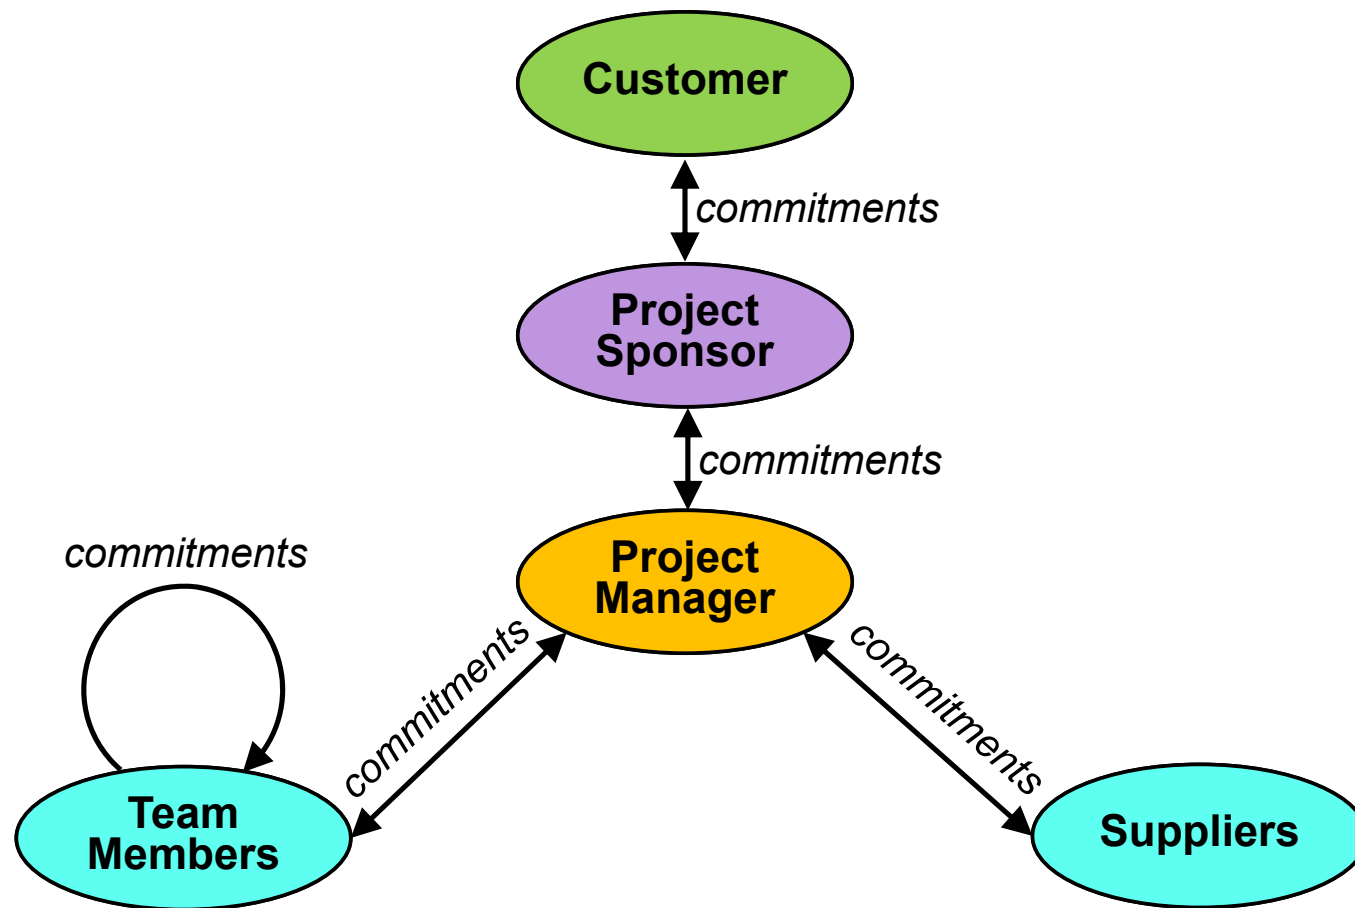 Customer
commitments
Project
Sponsor
commitments
Project
Manager
commitments
commitments
commitments
Team
Members
Suppliers